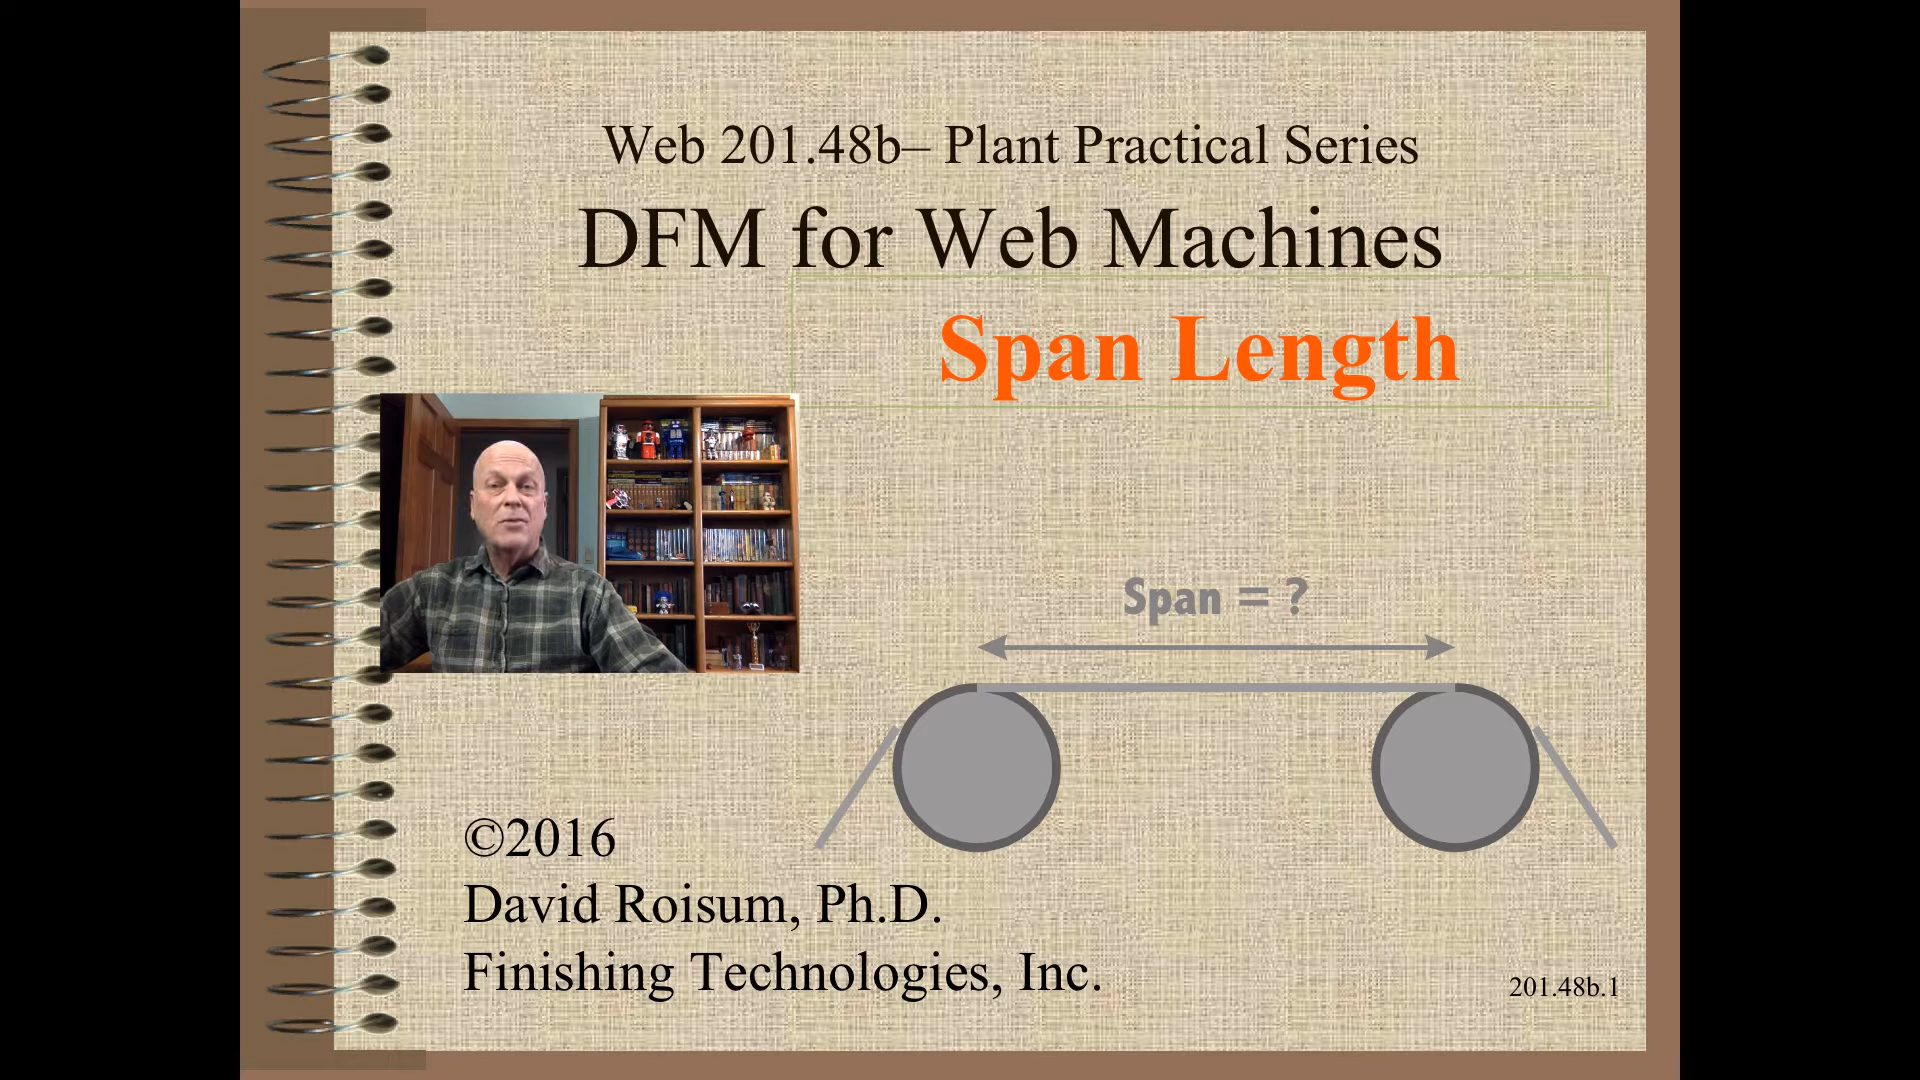 Web 201.48b– Plant Practical Series
DFM for Web Machines
Span Length
Span = ?
©2016
David Roisum, Ph.D.
Finishing Technologies, Inc.
201.48b.1